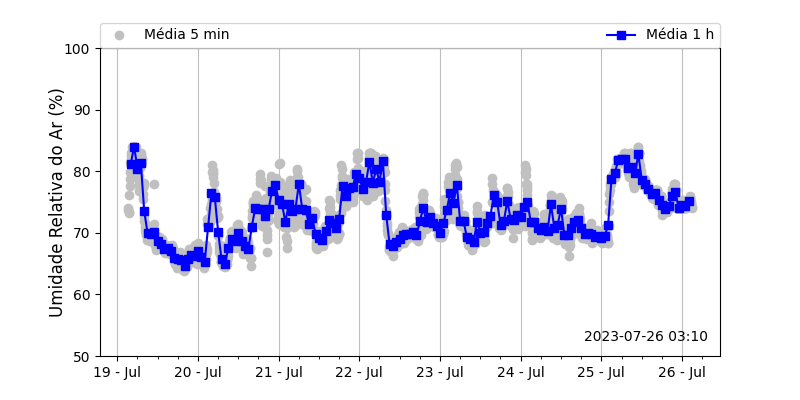 Média 5 min
Média 1 h
100
90
80
70
60
50
Umidade Relativa do Ar (%)
2023-07-26 03:10
19 - Jul
20 - Jul
21 - Jul
22 - Jul
23 - Jul
24 - Jul
25 - Jul
26 - Jul